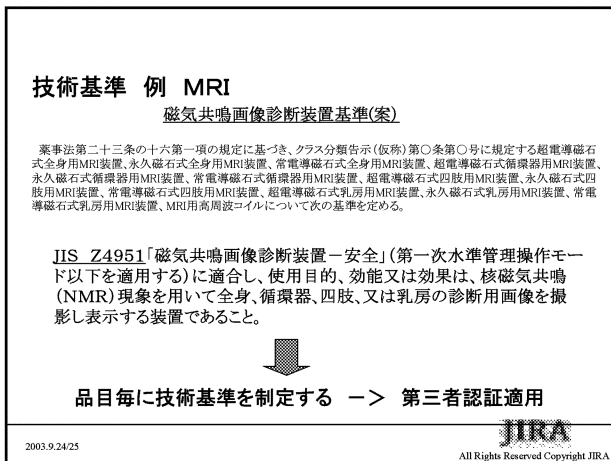 技術基準 例 MRI
磁気共鳴画像診断装置基準(案)
薬事法第二十三条の十六第一項の規定に基づき、クラス分類告示(仮称)第〇条第〇号に規定する超電導磁石
式全身用MRI装置、永久磁石式全身用MRI装置、常電導磁石式全身用MRI装置、超電導磁石式循環器用MRI装置、
永久磁石式循環器用MRI装置、常電導磁石式循環器用MRI装置、超電導磁石式四肢用MRI装置、永久磁石式四
肢用MRI装置、常電導磁石式四肢用MRI装置、超電導磁石式乳房用MRI装置、永久磁石式乳房用MRI装置、常電
導磁石式乳房用MRI装置、MRI用高周波コイルについて次の基準を定める。
JIS Z4951「磁気共鳴画像診断装置－安全」(第一次水準管理操作モー
ド以下を適用する)に適合し、使用目的、効能又は効果は、核磁気共鳴
(NMR)現象を用いて全身、循環器、四肢、又は乳房の診断用画像を撮
影し表示する装置であること。
品目毎に技術基準を制定する －＞ 第三者認証適用
JIRA
2003.9.24/25
All Rights Reserved Copyright JIRA